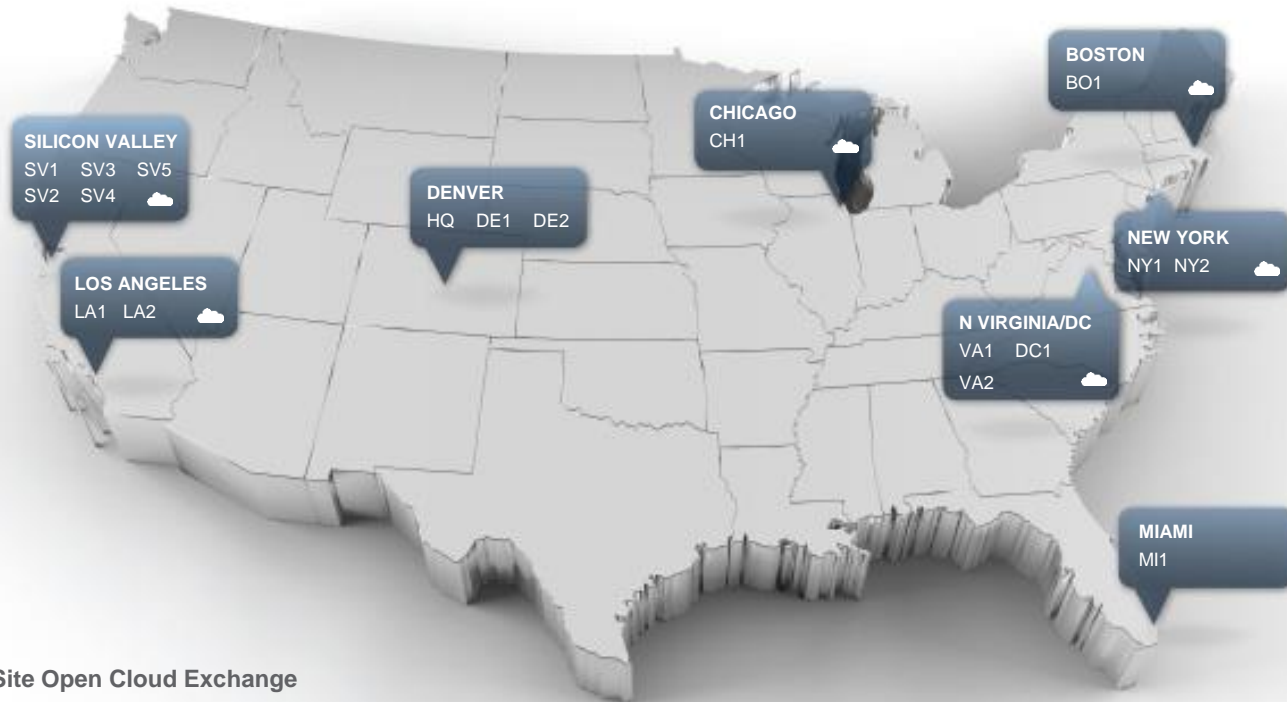 BOSTON
BO1
CHICAGO
CH1
SILICON VALLEY
SV1 SV3 SV5
SV2 SV4
DENVER
HQ DE1 DE2
NEW YORK
NY1 NY2
LOS ANGELES
LA1 LA2
N VIRGINIA/DC
VA1 DC1
VA2
MIAMI
MI1
Site Open Cloud Exchange